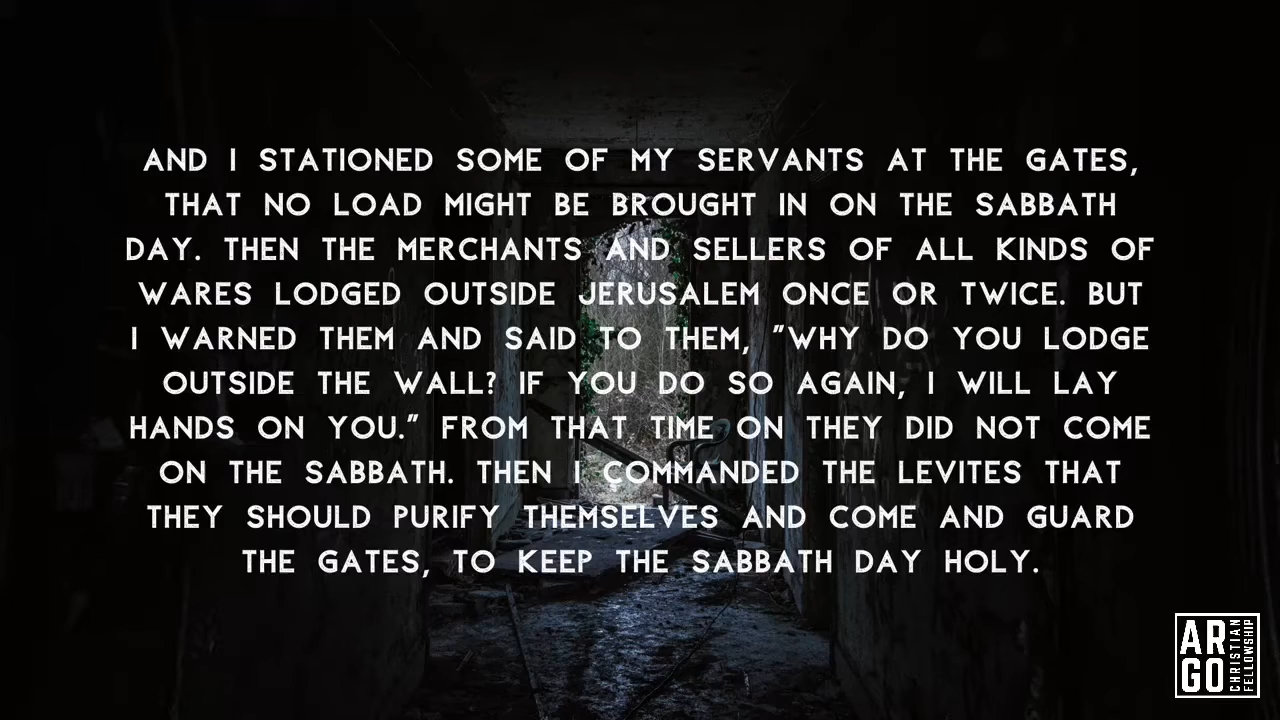 AND I STATIONED SOME OF MY SERVANTS AT THE GATES,
THAT NO LOAD MIGHT BE BROUGHT IN ON THE SABBATH
DAY. THEN THE MERCHANTS AND SELLERS OF ALL KINDS OF
WARES LODGED OUTSIDE JERUSALEM ONCE OR TWICE. BUT
I WARNED THEM AND SAID TO THEM, "WHY DO YOU LODGE
OUTSIDE THE WALL? IF YOU DO SO AGAIN, I WILL LAY
HANDS ON YOU." FROM THAT TIME ON THEY DID NOT COME
ON THE SABBATH. THEN I COMMANDED THE LEVITES THAT
THEY SHOULD PURIFY THEMSELVES AND COME AND GUARD
THE GATES, TO KEEP THE SABBATH DAY HOLY.
AR
GO
CHRISTIAN
FELLOWSHIP